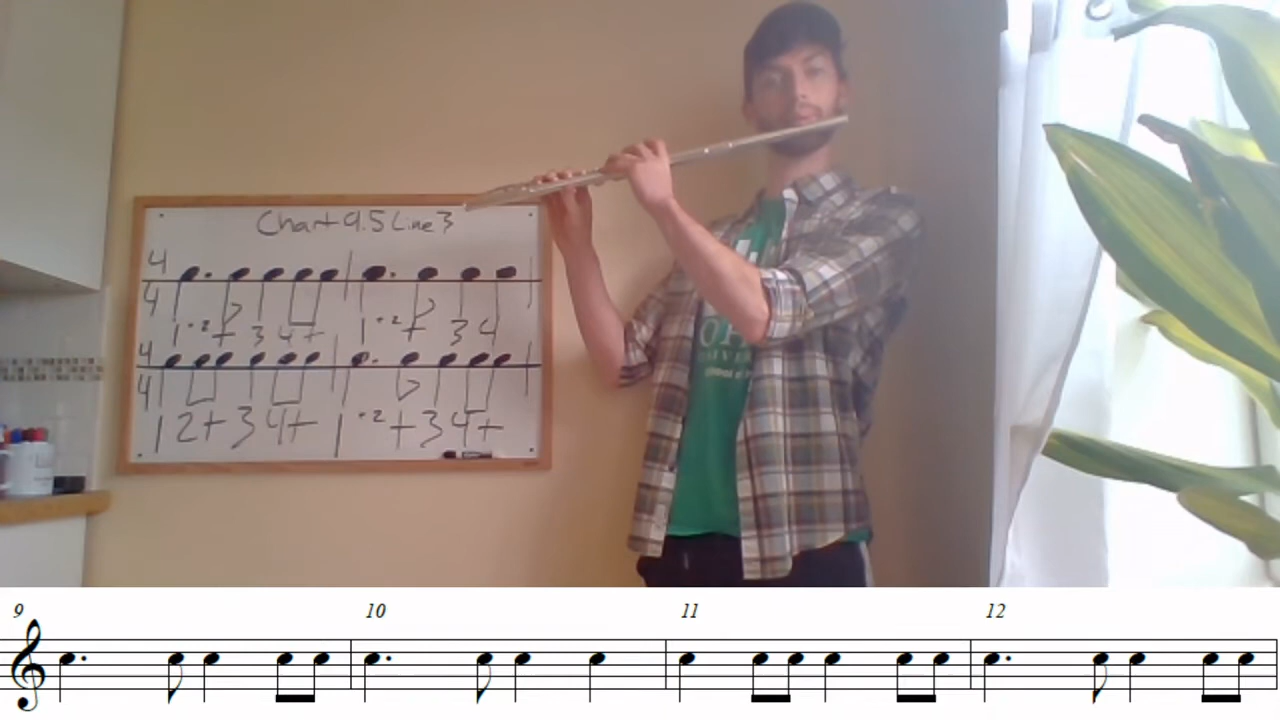 Chart 9.5 Line 3
4
4
1 • 2 + 3 4 + 1 • 2 + 3 4
4
4
1 2 + 3 4 + 1 • 2 + 3 4 +
9 10 11 12